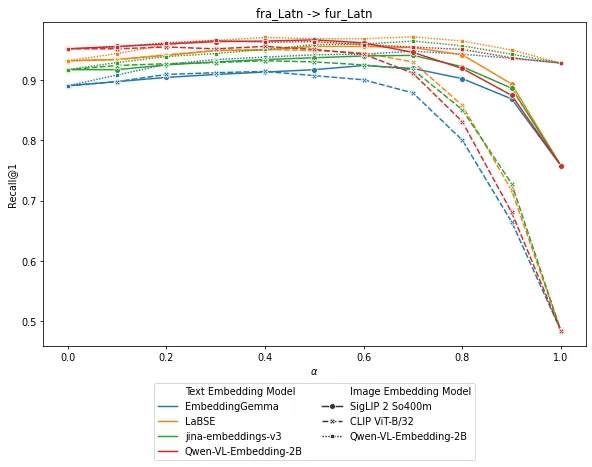 fra_Latn -> fur_Latn
Recall@1
0.9
0.8
0.7
0.6
0.5
0.0
0.2
0.4
0.6
0.8
1.0
α
Text Embedding Model
EmbeddingGemma
LaBSE
jina-embeddings-v3
Qwen-VL-Embedding-2B
Image Embedding Model
SigLIP 2 So400m
CLIP ViT-B/32
Qwen-VL-Embedding-2B